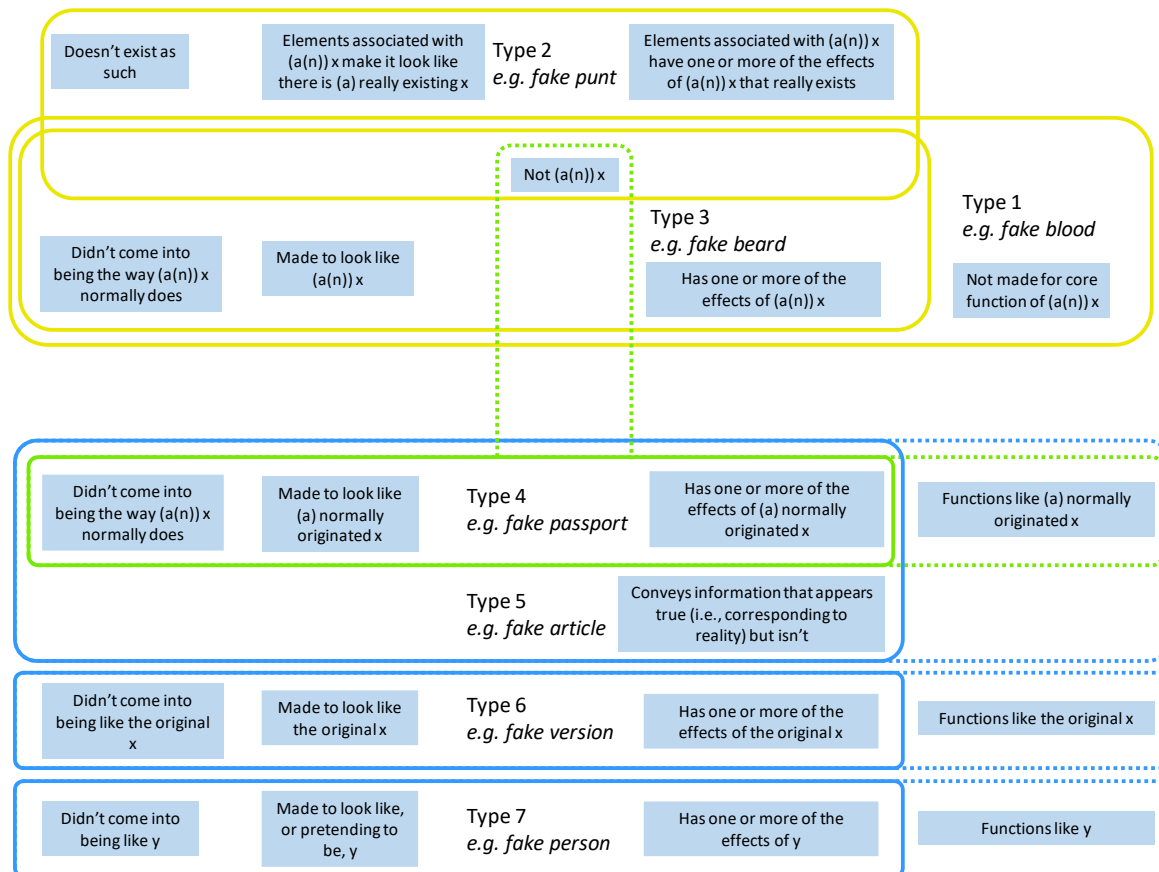 Doesn't exist as
such
Elements associated with
(a(n)) x make it look like
there is (a) really existing x
Type 2
e.g. fake punt
Elements associated with (a(n)) x
have one or more of the effects
of (a(n)) x that really exists
Not (a(n)) x
Didn't come into
being the way (a(n)) x
normally does
Made to look like
(a(n)) x
Type 3
e.g. fake beard
Has one or more of the
effects of (a(n)) x
Type 1
e.g. fake blood
Not made for core
function of (a(n)) x
Didn't come into
being the way (a(n)) x
normally does
Made to look like
(a) normally
originated x
Type 4
e.g. fake passport
Has one or more of the
effects of (a) normally
originated x
Functions like (a) normally
originated x
Type 5
e.g. fake article
Conveys information that appears
true (i.e., corresponding to
reality) but isn't
Didn't come into
being like the original
x
Made to look like
the original x
Type 6
e.g. fake version
Has one or more of the
effects of the original x
Functions like the original x
Didn't come into
being like y
Made to look like,
or pretending to
be, y
Type 7
e.g. fake person
Has one or more of the
effects of y
Functions like y